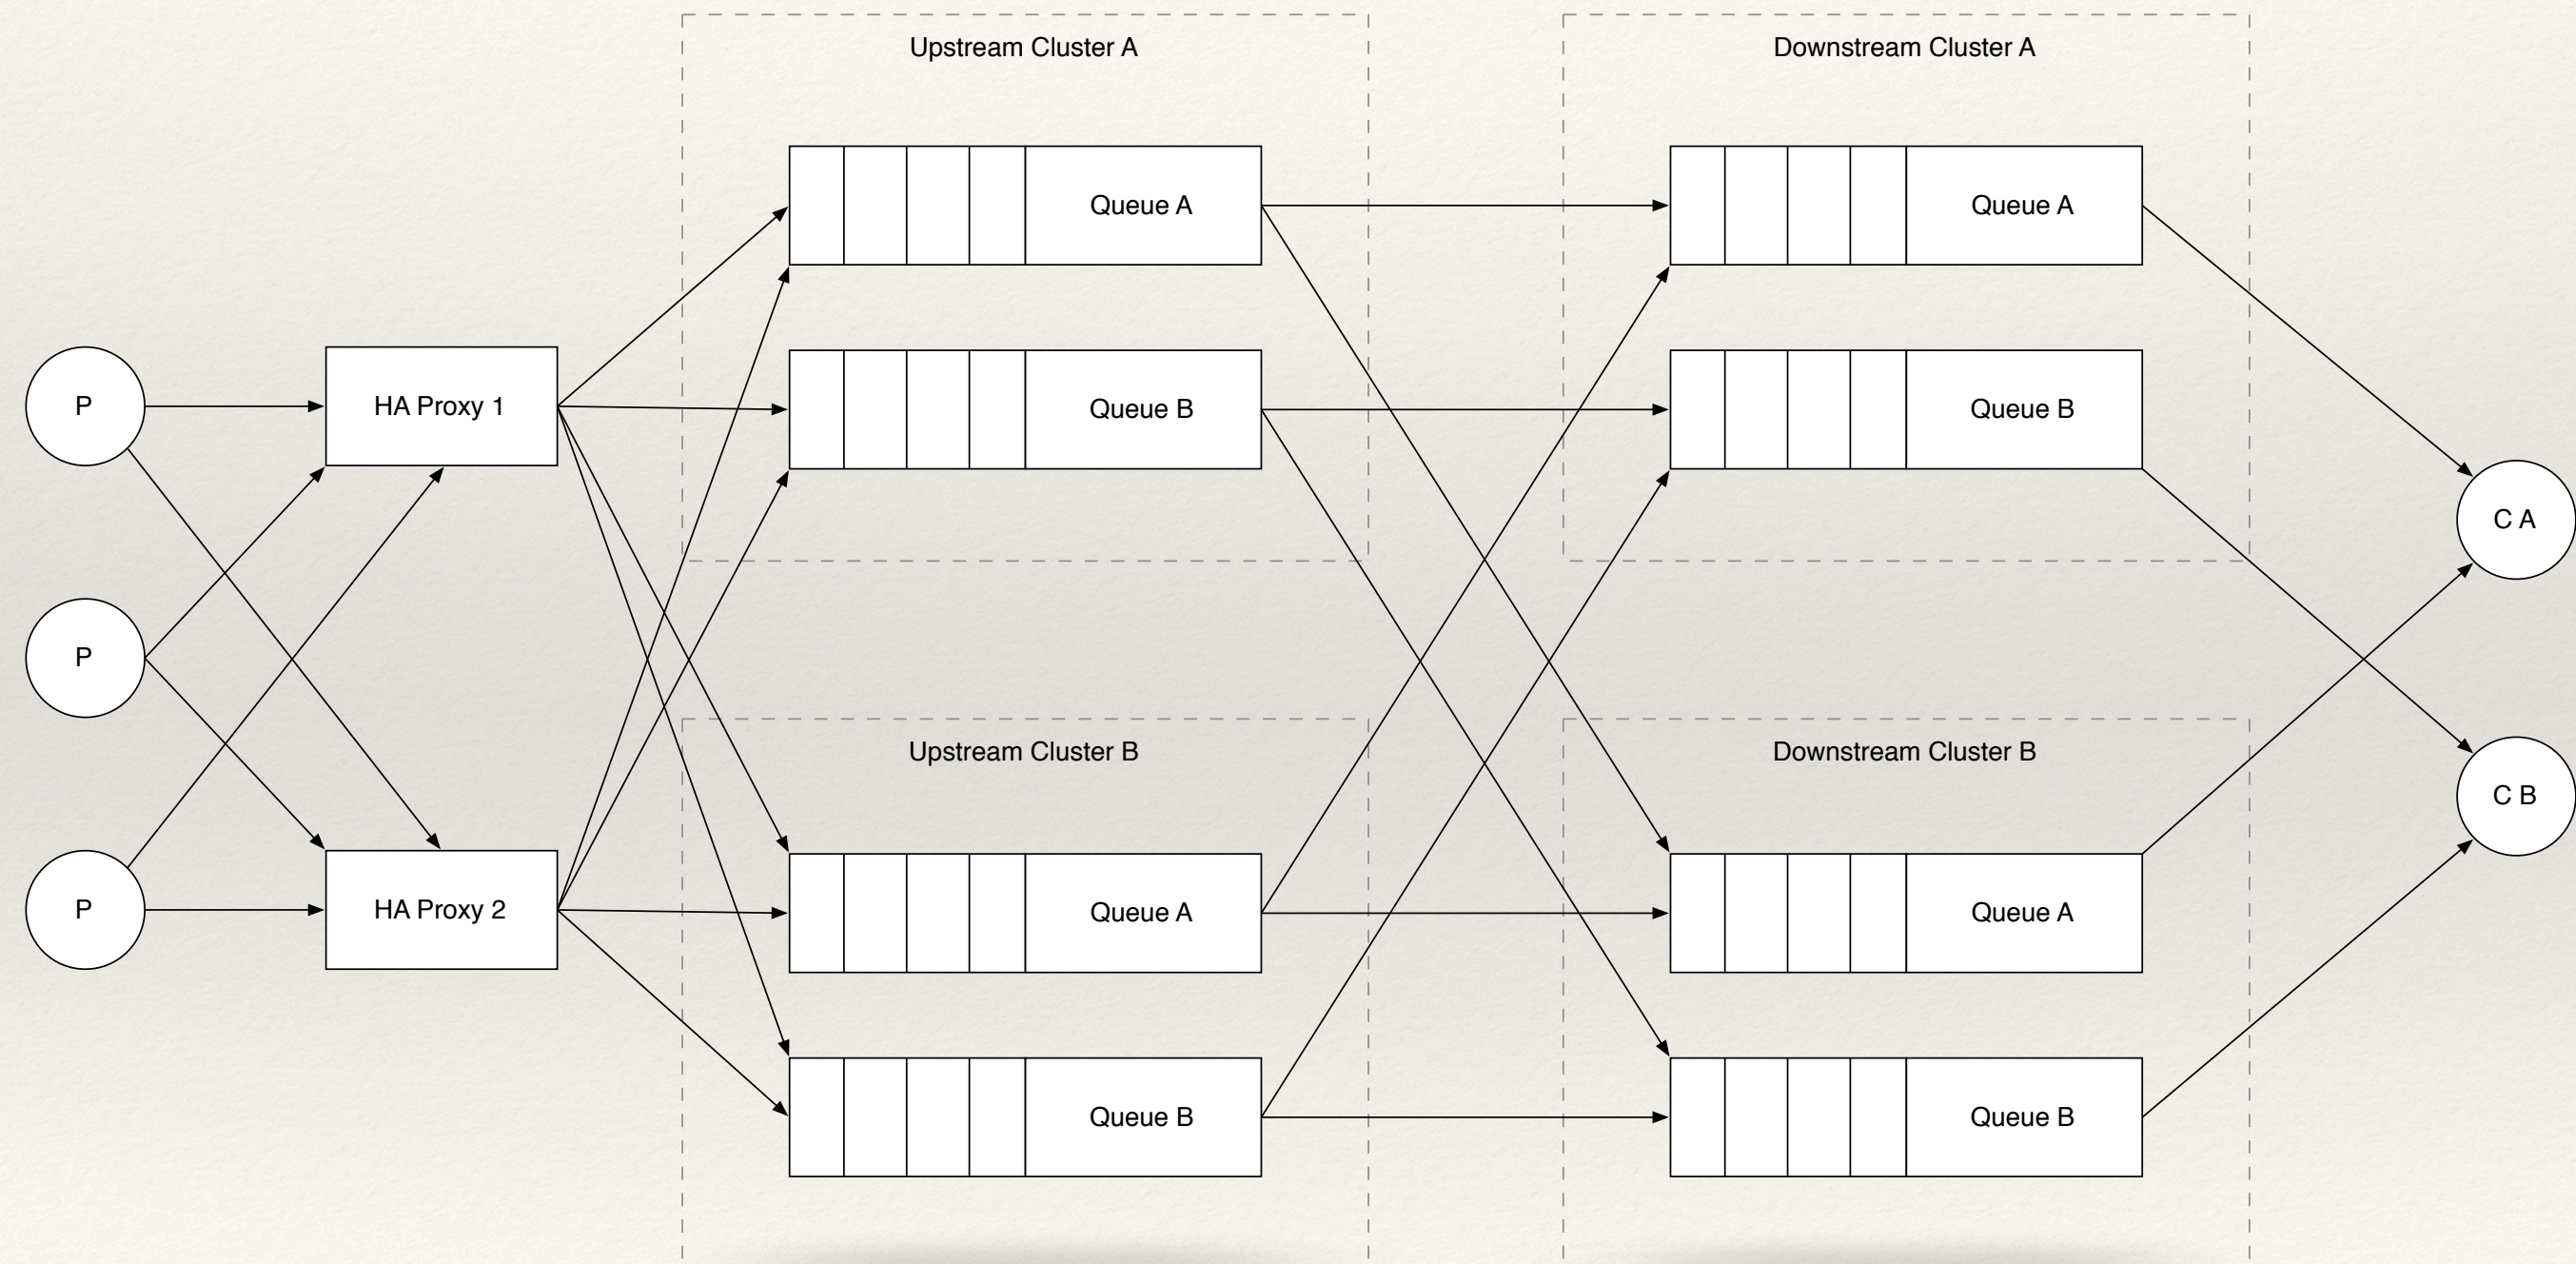 Upstream Cluster A
Downstream Cluster A
Queue A
Queue A
P
HA Proxy 1
Queue B
Queue B
C A
P
Upstream Cluster B
Downstream Cluster B
C B
P
HA Proxy 2
Queue A
Queue A
Queue B
Queue B